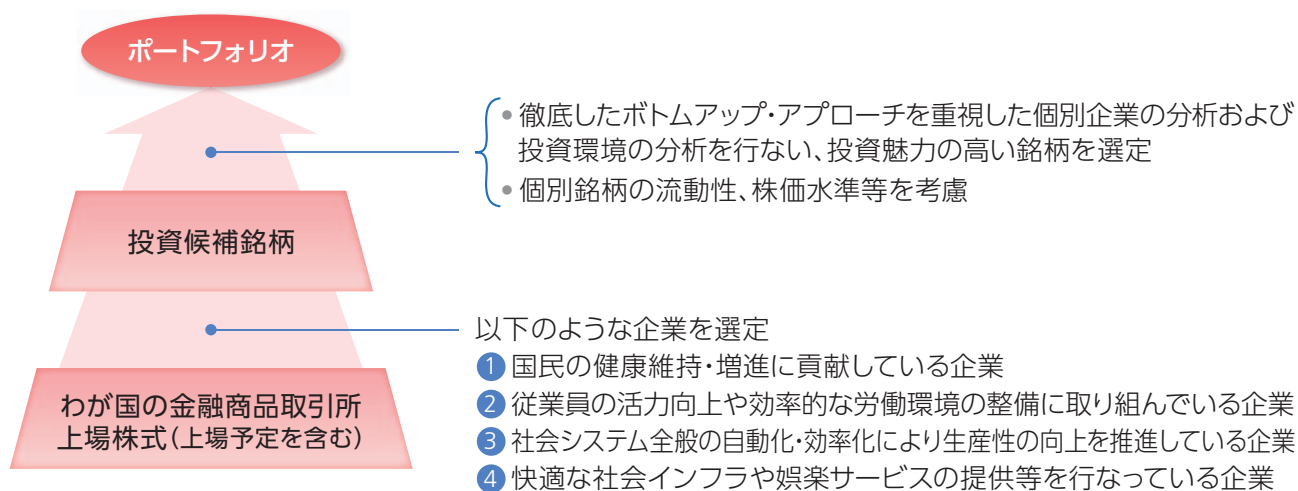 ポートフォリオ
• 徹底したボトムアップ・アプローチを重視した個別企業の分析および
投資環境の分析を行ない、投資魅力の高い銘柄を選定
• 個別銘柄の流動性、株価水準等を考慮
投資候補銘柄
以下のような企業を選定
❶ 国民の健康維持・増進に貢献している企業
❷ 従業員の活力向上や効率的な労働環境の整備に取り組んでいる企業
❸ 社会システム全般の自動化・効率化により生産性の向上を推進している企業
❹ 快適な社会インフラや娯楽サービスの提供等を行なっている企業
わが国の金融商品取引所
上場株式(上場予定を含む)